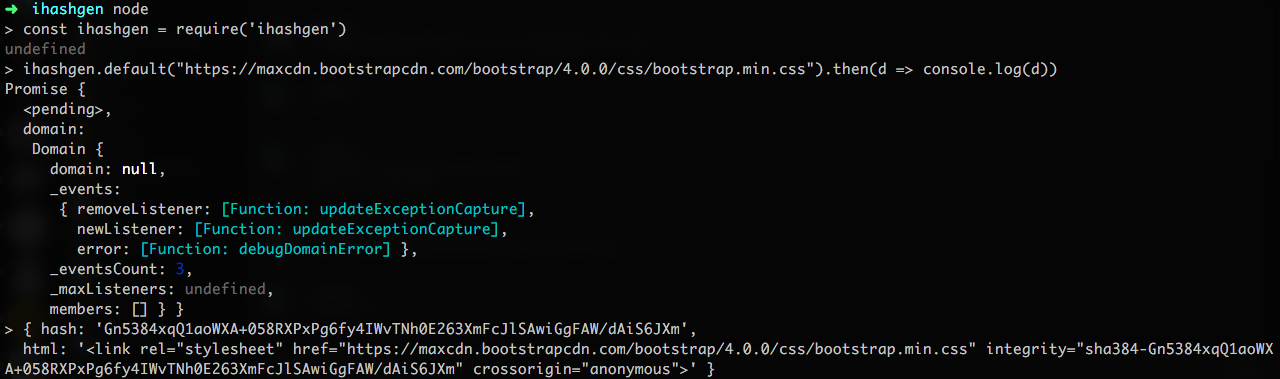 ➜ ihashgen node
> const ihashgen = require('ihashgen')
undefined
> ihashgen.default("https://maxcdn.bootstrapcdn.com/bootstrap/4.0.0/css/bootstrap.min.css").then(d => console.log(d))
Promise {
  <pending>,
  domain:
   Domain {
     domain: null,
     _events:
      { removeListener: [Function: updateExceptionCapture],
        newListener: [Function: updateExceptionCapture],
        error: [Function: debugDomainError] },
     _eventsCount: 3,
     _maxListeners: undefined,
     members: [] } }
> { hash: 'Gn5384xqQ1aoWXA+058RXPxPg6fy4IWvTNh0E263XmFcJlSAwiGgFAW/dAiS6JXm',
  html: '<link rel="stylesheet" href="https://maxcdn.bootstrapcdn.com/bootstrap/4.0.0/css/bootstrap.min.css" integrity="sha384-Gn5384xqQ1aoWX
A+058RXPxPg6fy4IWvTNh0E263XmFcJlSAwiGgFAW/dAiS6JXm" crossorigin="anonymous">' }